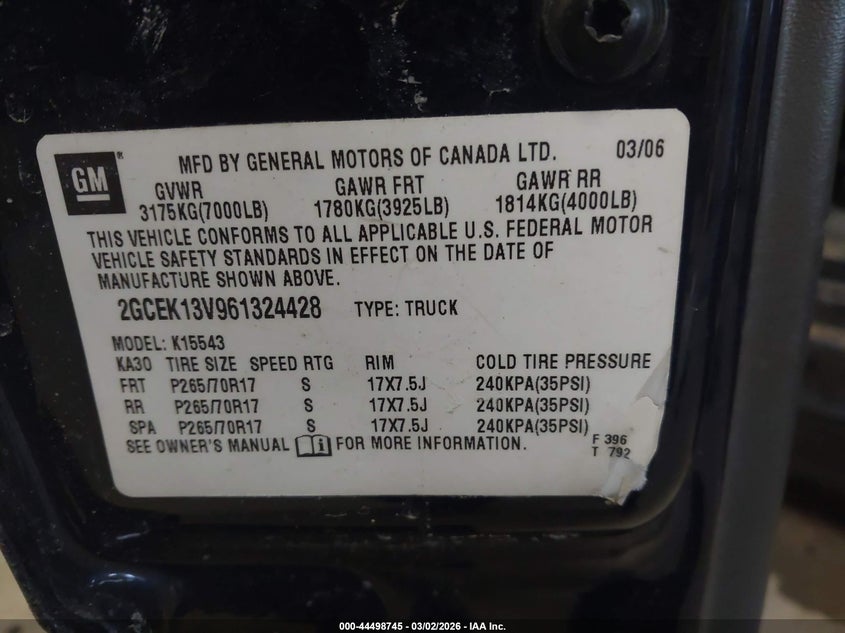 GM ®
MFD BY GENERAL MOTORS OF CANADA LTD. 03/06
GVWR GAWR FRT GAWR RR
3175KG(7000LB) 1780KG(3925LB) 1814KG(4000LB)
THIS VEHICLE CONFORMS TO ALL APPLICABLE U.S. FEDERAL MOTOR
VEHICLE SAFETY STANDARDS IN EFFECT ON THE DATE OF
MANUFACTURE SHOWN ABOVE.
2GCEK13V961324428 TYPE: TRUCK
MODEL: K15543
KA30 TIRE SIZE SPEED RTG RIM COLD TIRE PRESSURE
FRT P265/70R17 S 17X7.5J 240KPA(35PSI)
RR P265/70R17 S 17X7.5J 240KPA(35PSI)
SPA P265/70R17 S 17X7.5J 240KPA(35PSI)
SEE OWNER'S MANUAL FOR MORE INFORMATION.
F 396
T 792
000-44498745 — 03/02/2026 — IAA Inc.